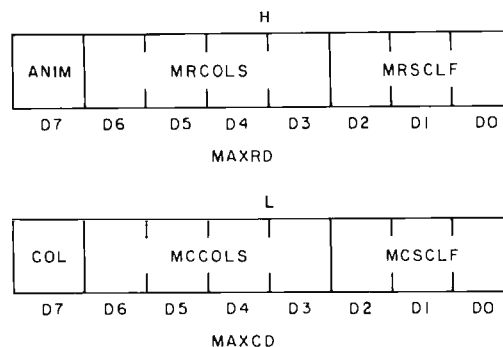 H
ANIM MRCOLS MRSCLF
D7 D6 D5 D4 D3 D2 D1 D0
MAXRD
L
COL MCCOLS MCSCLF
D7 D6 D5 D4 D3 D2 D1 D0
MAXCD